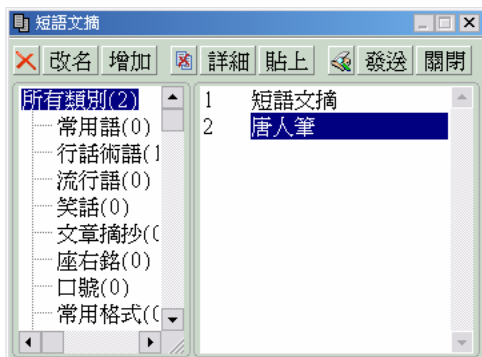 短語文摘
改名 增加 詳細 貼上 發送 關閉
所有類別(2)
常用語(0)
行話術語(1
流行語(0)
笑話(0)
文章摘抄((
座右銘(0)
口號(0)
常用格式((
1 短語文摘
2 唐人筆